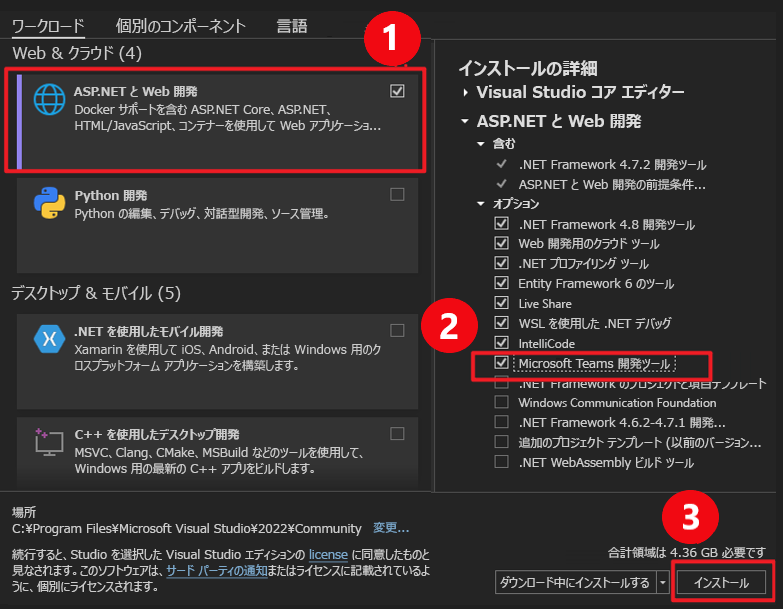 ワークロード 個別のコンポーネント 言語
Web & クラウド (4)
1
ASP.NET と Web 開発
Docker サポートを含む ASP.NET Core、ASP.NET、
HTML/JavaScript、コンテナーを使用して Web アプリケーショ...
Python 開発
Python の編集、デバッグ、対話型開発、ソース管理。
デスクトップ & モバイル (5)
.NET を使用したモバイル開発
Xamarin を使用して iOS、Android、または Windows 用のク
ロスプラットフォーム アプリケーションを構築します。
C++ を使用したデスクトップ開発
MSVC、Clang、CMake、MSBuild などのツールを使用して、
Windows 用の最新の C++ アプリをビルドします。
インストールの詳細
Visual Studio コア エディター
ASP.NET と Web 開発
含む
.NET Framework 4.7.2 開発ツール
ASP.NET と Web 開発の前提条件...
オプション
.NET Framework 4.8 開発ツール
Web 開発用のクラウド ツール
.NET プロファイリング ツール
Entity Framework 6 のツール
Live Share
WSL を使用した .NET デバッグ
IntelliCode
2
Microsoft Teams 開発ツール
.NET Framework のプロジェクトと項目テンプレート
Windows Communication Foundation
.NET Framework 4.6.2-4.7.1 開発...
追加のプロジェクト テンプレート (以前のバージョン...
.NET WebAssembly ビルド ツール
場所
C:¥Program Files¥Microsoft Visual Studio¥2022¥Community 変更...
続行すると、Studio を選択した Visual Studio エディションの license に同意したものと
見なされます。このソフトウェアは、サード パーティの通知またはライセンスに記載されているよ
うに、個別にライセンスされます。
3
合計領域は 4.36 GB 必要です
ダウンロード中にインストールする インストール